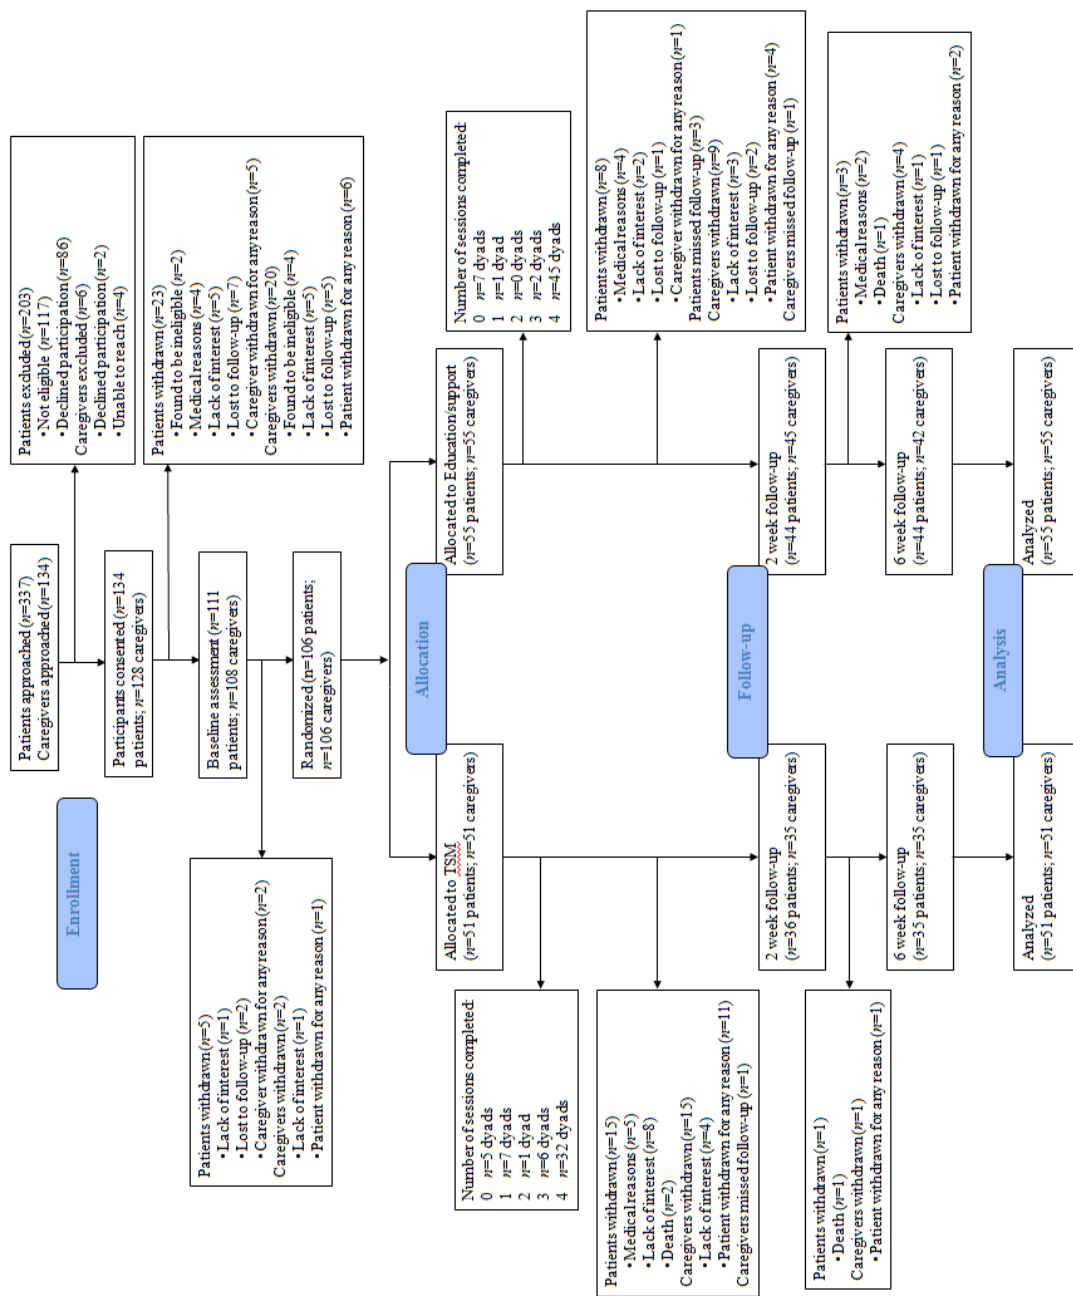 Enrollment
Patients approached (n=337)
Caregivers approached (n=134)
Patients excluded (n=203)
• Not eligible (n=117)
• Declined participation (n=86)
Caregivers excluded (n=6)
• Declined participation (n=2)
• Unable to reach (n=4)
Participants consented (n=134
patients; n=128 caregivers)
Patients withdrawn (n=23)
• Found to be ineligible (n=2)
• Medical reasons (n=4)
• Lack of interest (n=5)
• Lost to follow-up (n=7)
• Caregiver withdrawn for any reason (n=5)
Caregivers withdrawn (n=20)
• Found to be ineligible (n=4)
• Lack of interest (n=5)
• Lost to follow-up (n=5)
• Patient withdrawn for any reason (n=6)
Baseline assessment (n=111
patients; n=108 caregivers)
Patients withdrawn (n=5)
• Lack of interest (n=1)
• Lost to follow-up (n=2)
• Caregiver withdrawn for any reason (n=2)
Caregivers withdrawn (n=2)
• Lack of interest (n=1)
• Patient withdrawn for any reason (n=1)
Randomized (n=106 patients;
n=106 caregivers)
Allocation
Allocated to TSM
(n=51 patients; n=51 caregivers)
Allocated to Education/support
(n=55 patients; n=55 caregivers)
Number of sessions completed:
0 n=5 dyads
1 n=7 dyads
2 n=1 dyad
3 n=6 dyads
4 n=32 dyads
Number of sessions completed:
0 n=7 dyads
1 n=1 dyad
2 n=0 dyads
3 n=2 dyads
4 n=45 dyads
Patients withdrawn (n=15)
• Medical reasons (n=5)
• Lack of interest (n=8)
• Death (n=2)
Caregivers withdrawn (n=15)
• Lack of interest (n=4)
• Patient withdrawn for any reason (n=11)
Caregivers missed follow-up (n=1)
Patients withdrawn (n=8)
• Medical reasons (n=4)
• Lack of interest (n=2)
• Lost to follow-up (n=1)
• Caregiver withdrawn for any reason (n=1)
Patients missed follow-up (n=3)
Caregivers withdrawn (n=9)
• Lack of interest (n=3)
• Lost to follow-up (n=2)
• Patient withdrawn for any reason (n=4)
Caregivers missed follow-up (n=1)
Follow-up
2 week follow-up
(n=36 patients; n=35 caregivers)
2 week follow-up
(n=44 patients; n=45 caregivers)
Patients withdrawn (n=1)
• Death (n=1)
Caregivers withdrawn (n=1)
• Patient withdrawn for any reason (n=1)
Patients withdrawn (n=3)
• Medical reasons (n=2)
• Death (n=1)
Caregivers withdrawn (n=4)
• Lack of interest (n=1)
• Lost to follow-up (n=1)
• Patient withdrawn for any reason (n=2)
6 week follow-up
(n=35 patients; n=35 caregivers)
6 week follow-up
(n=44 patients; n=42 caregivers)
Analysis
Analyzed
(n=51 patients; n=51 caregivers)
Analyzed
(n=55 patients; n=55 caregivers)